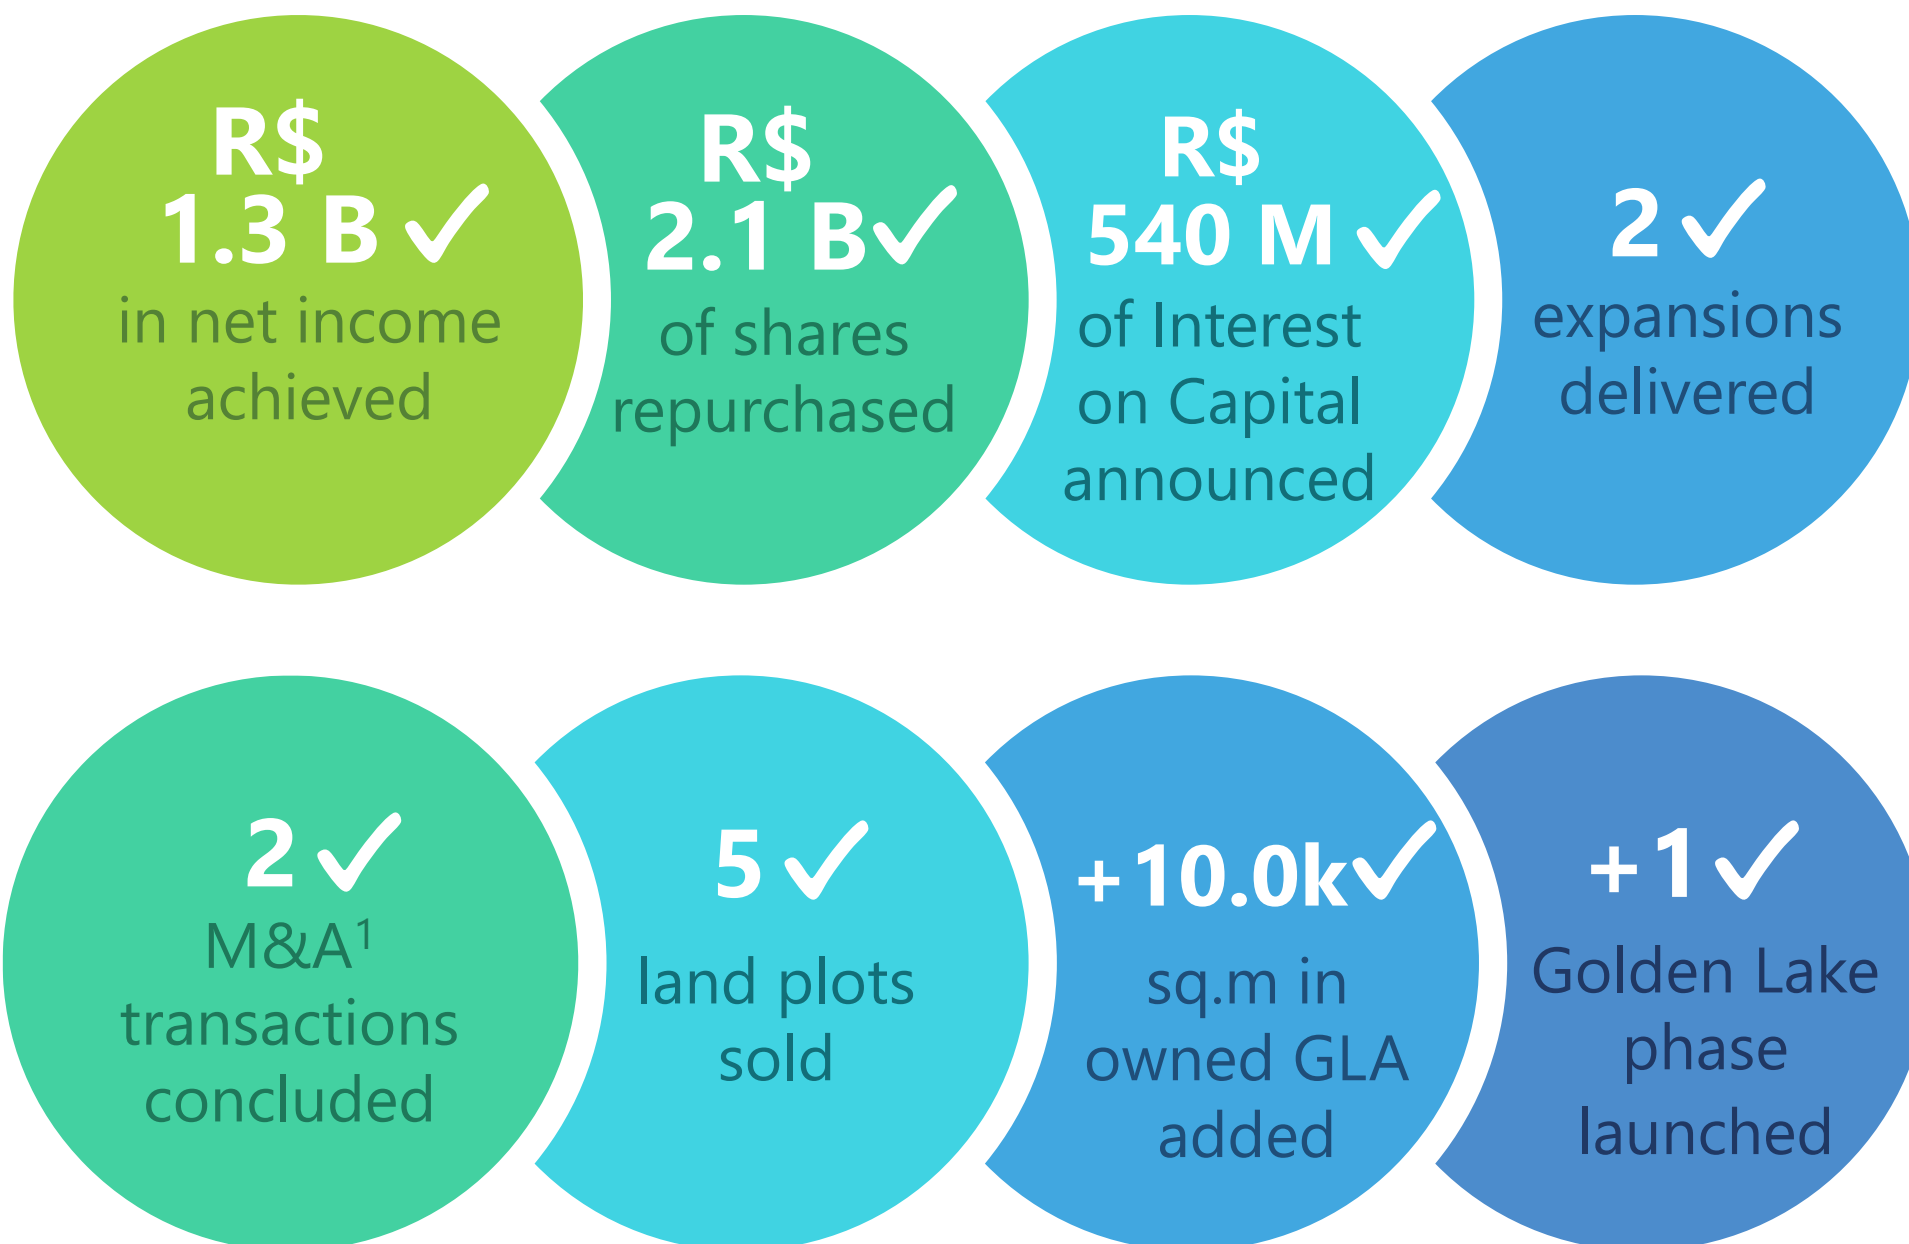 R$
1.3 B ✓
in net income
achieved
R$
2.1 B✓
of shares
repurchased
R$
540 M ✓
of Interest
on Capital
announced
2 ✓
expansions
delivered
2 ✓
M&A¹
transactions
concluded
5 ✓
land plots
sold
+10.0k✓
sq.m in
owned GLA
added
+1 ✓
Golden Lake
phase
launched